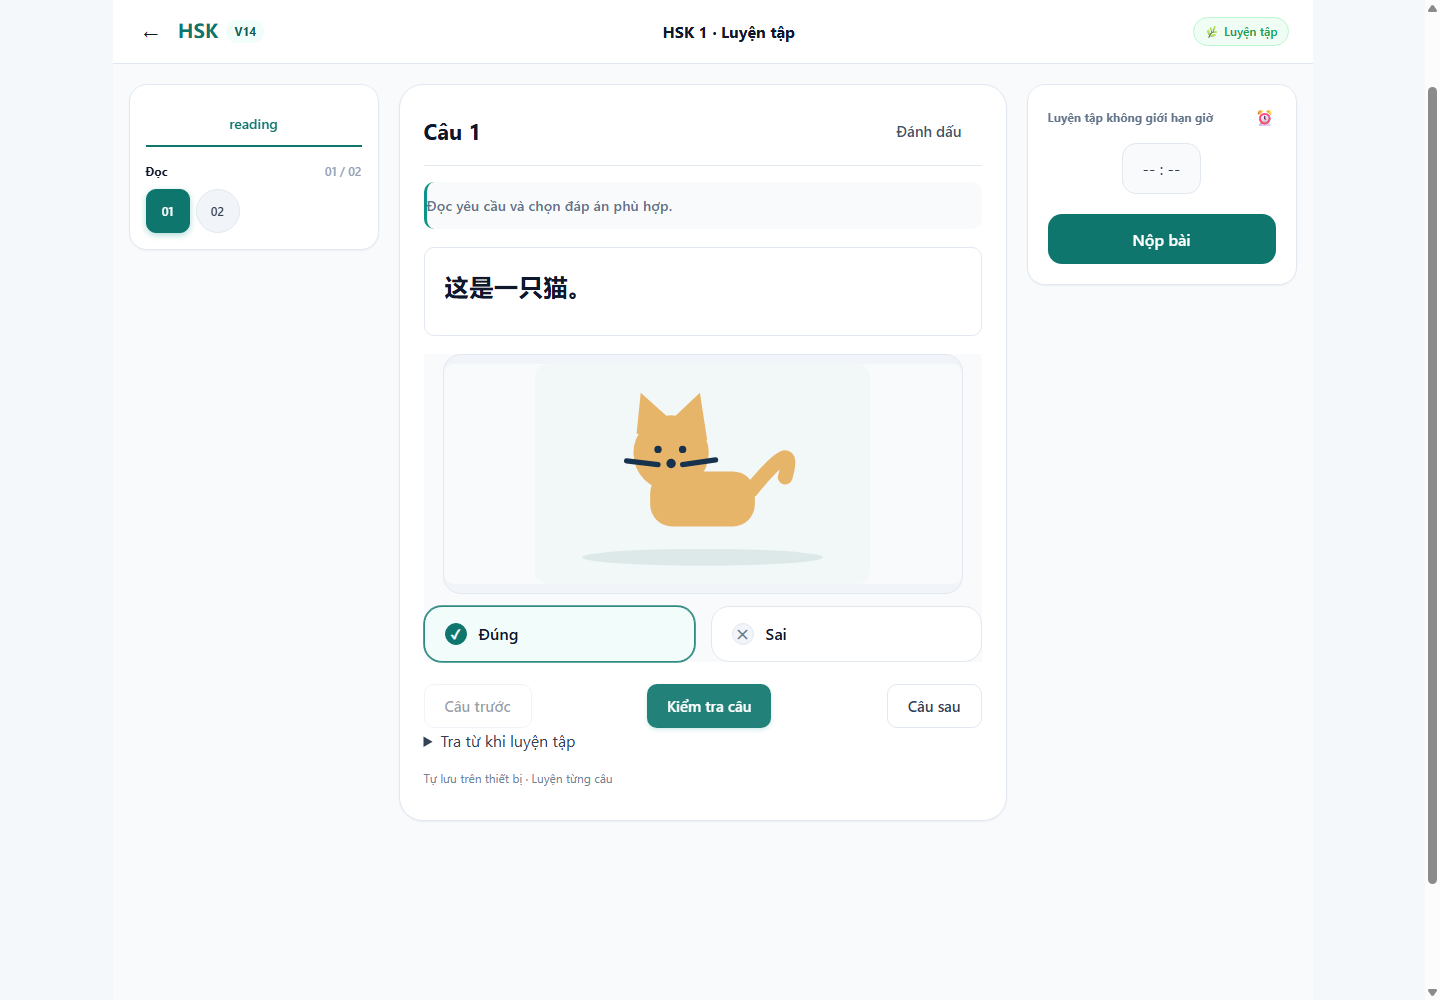 ← HSK V14
HSK 1 · Luyện tập
Luyện tập
reading
Đọc 01 / 02
01 02
Câu 1
Đánh dấu
Đọc yêu cầu và chọn đáp án phù hợp.
这是一只猫。
Đúng
Sai
Câu trước
Kiểm tra câu
Câu sau
Tra từ khi luyện tập
Tự lưu trên thiết bị · Luyện từng câu
Luyện tập không giới hạn giờ
-- : --
Nộp bài